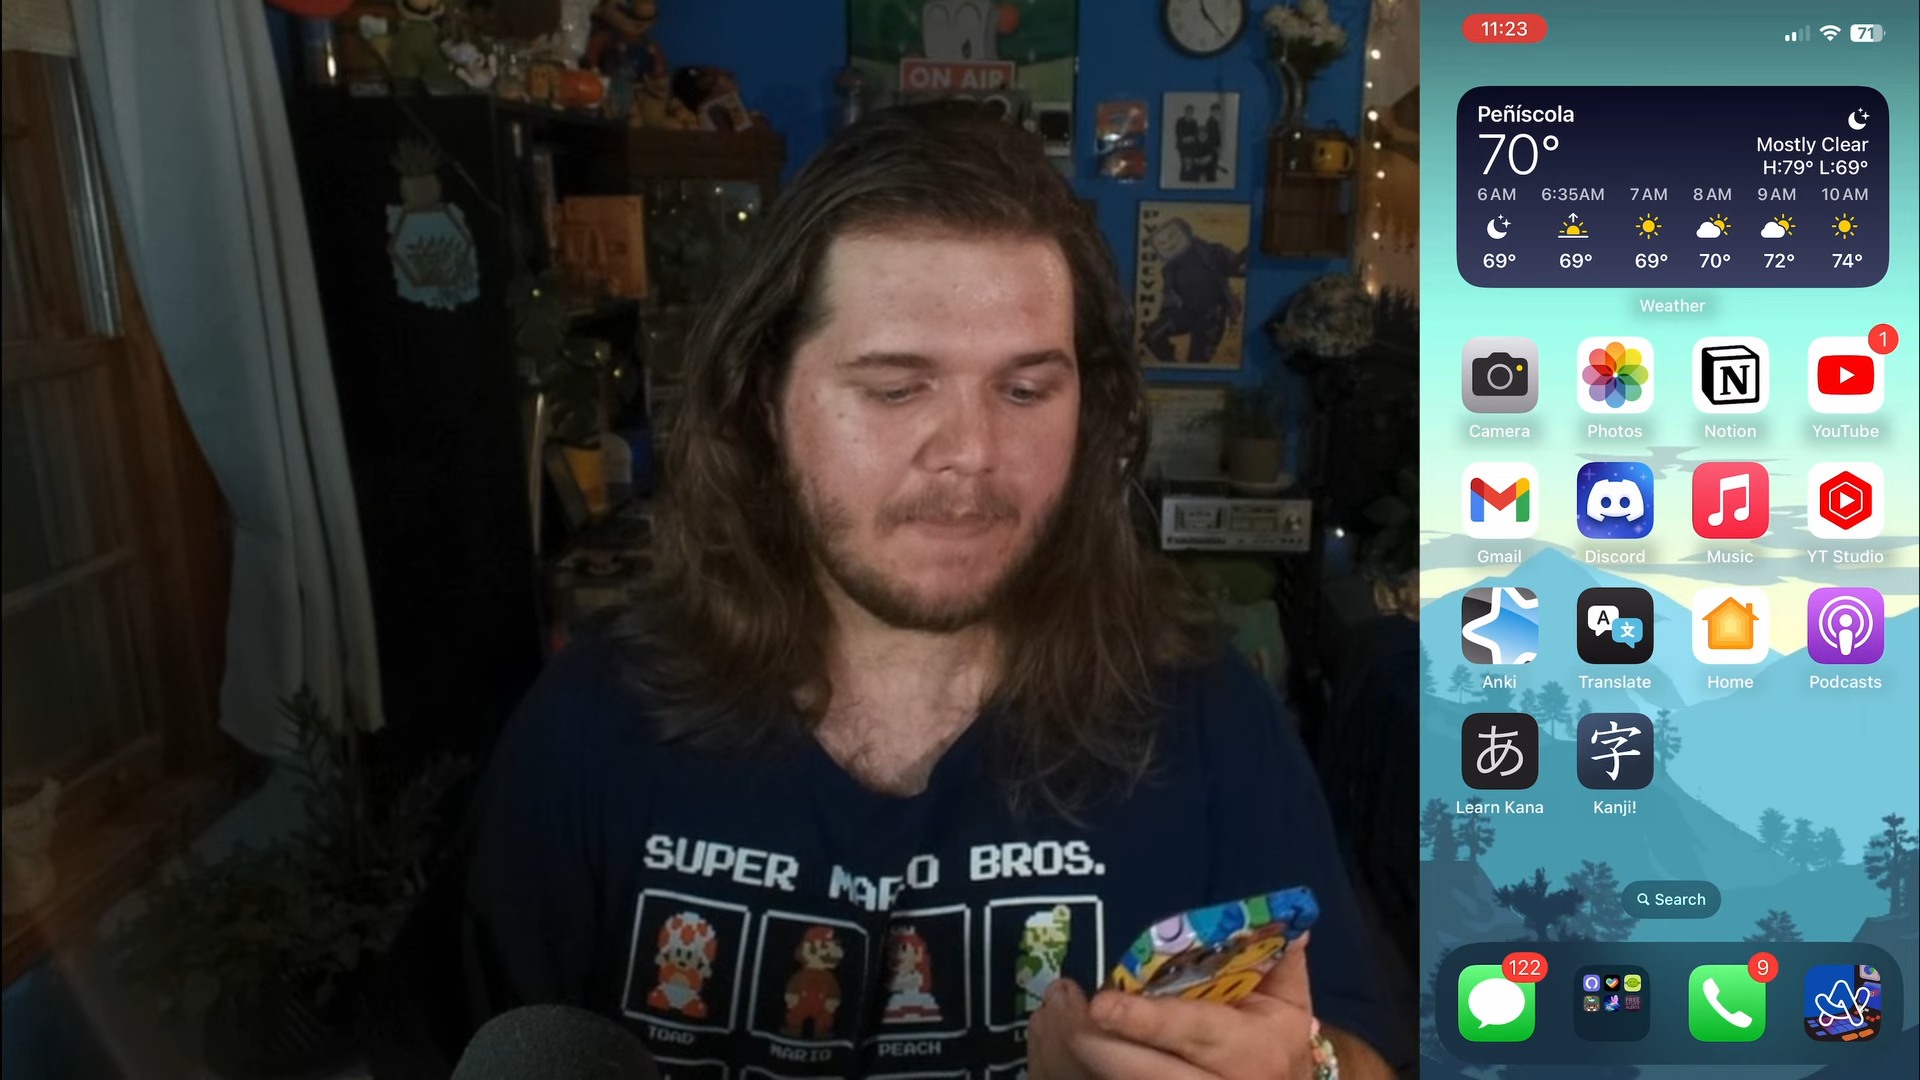 ON AIR
SUPER MARIO BROS.
TOAD
MARIO
PEACH
11:23
71
Peñíscola
70°
Mostly Clear
H:79° L:69°
6 AM 6:35AM 7 AM 8 AM 9 AM 10 AM
69° 69° 69° 70° 72° 74°
Weather
1
N
Camera Photos Notion YouTube
Gmail Discord Music YT Studio
A 文
Anki Translate Home Podcasts
あ 字
Learn Kana Kanji!
Search
122 9